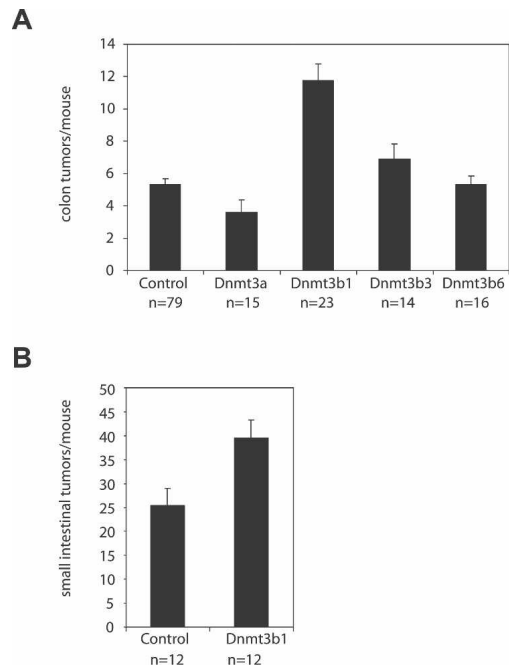 A
colon tumors/mouse
14
12
10
8
6
4
2
0
Control Dnmt3a Dnmt3b1 Dnmt3b3 Dnmt3b6
n=79 n=15 n=23 n=14 n=16
B
small intestinal tumors/mouse
50
45
40
35
30
25
20
15
10
5
0
Control Dnmt3b1
n=12 n=12